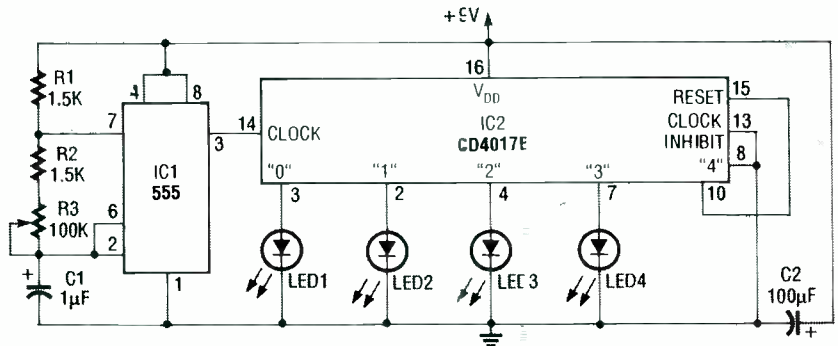 +9V
R1
1.5K
4
8
16
VDD
RESET
15
7
3
14
CLOCK
IC2
CD4017E
CLOCK
INHIBIT
13
R2
1.5K
IC1
555
"0"
"1"
"2"
"3"
"4"
8
R3
100K
6
2
3
2
4
7
10
C1
1µF
+
1
LED1
LED2
LED3
LED4
C2
100µF
+